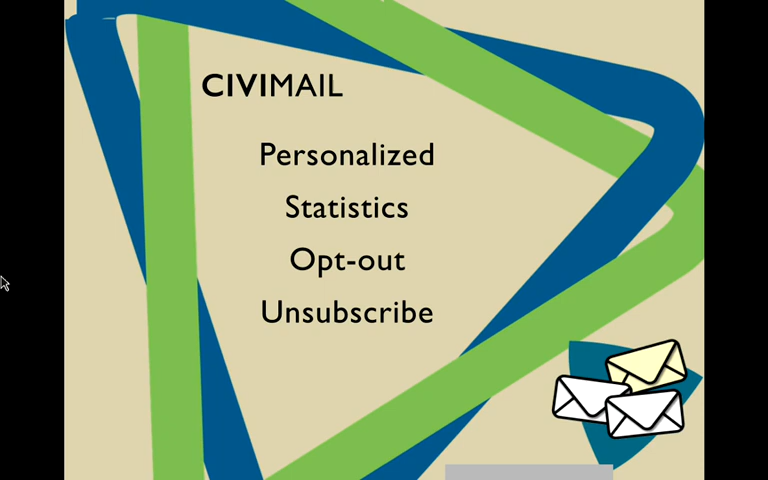 CIVIMAIL
Personalized
Statistics
Opt-out
Unsubscribe